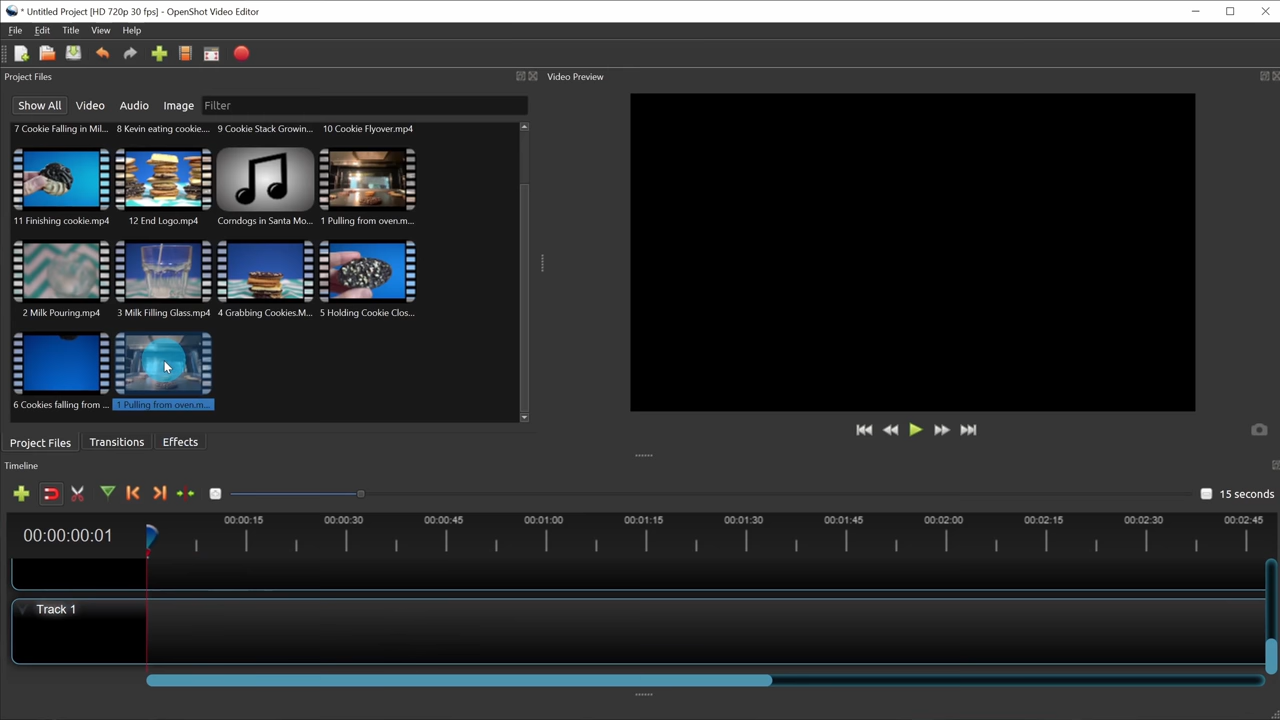 * Untitled Project [HD 720p 30 fps] - OpenShot Video Editor
File Edit Title View Help
Project Files
Video Preview
Show All Video Audio Image Filter
7 Cookie Falling in Mil... 8 Kevin eating cookie.... 9 Cookie Stack Growin... 10 Cookie Flyover.mp4
11 Finishing cookie.mp4 12 End Logo.mp4 Corndogs in Santa Mo... 1 Pulling from oven.m...
2 Milk Pouring.mp4 3 Milk Filling Glass.mp4 4 Grabbing Cookies.M... 5 Holding Cookie Clos...
6 Cookies falling from ... 1 Pulling from oven.m...
Project Files Transitions Effects
Timeline
15 seconds
00:00:00:01
00:00:15 00:00:30 00:00:45 00:01:00 00:01:15 00:01:30 00:01:45 00:02:00 00:02:15 00:02:30 00:02:45
Track 1